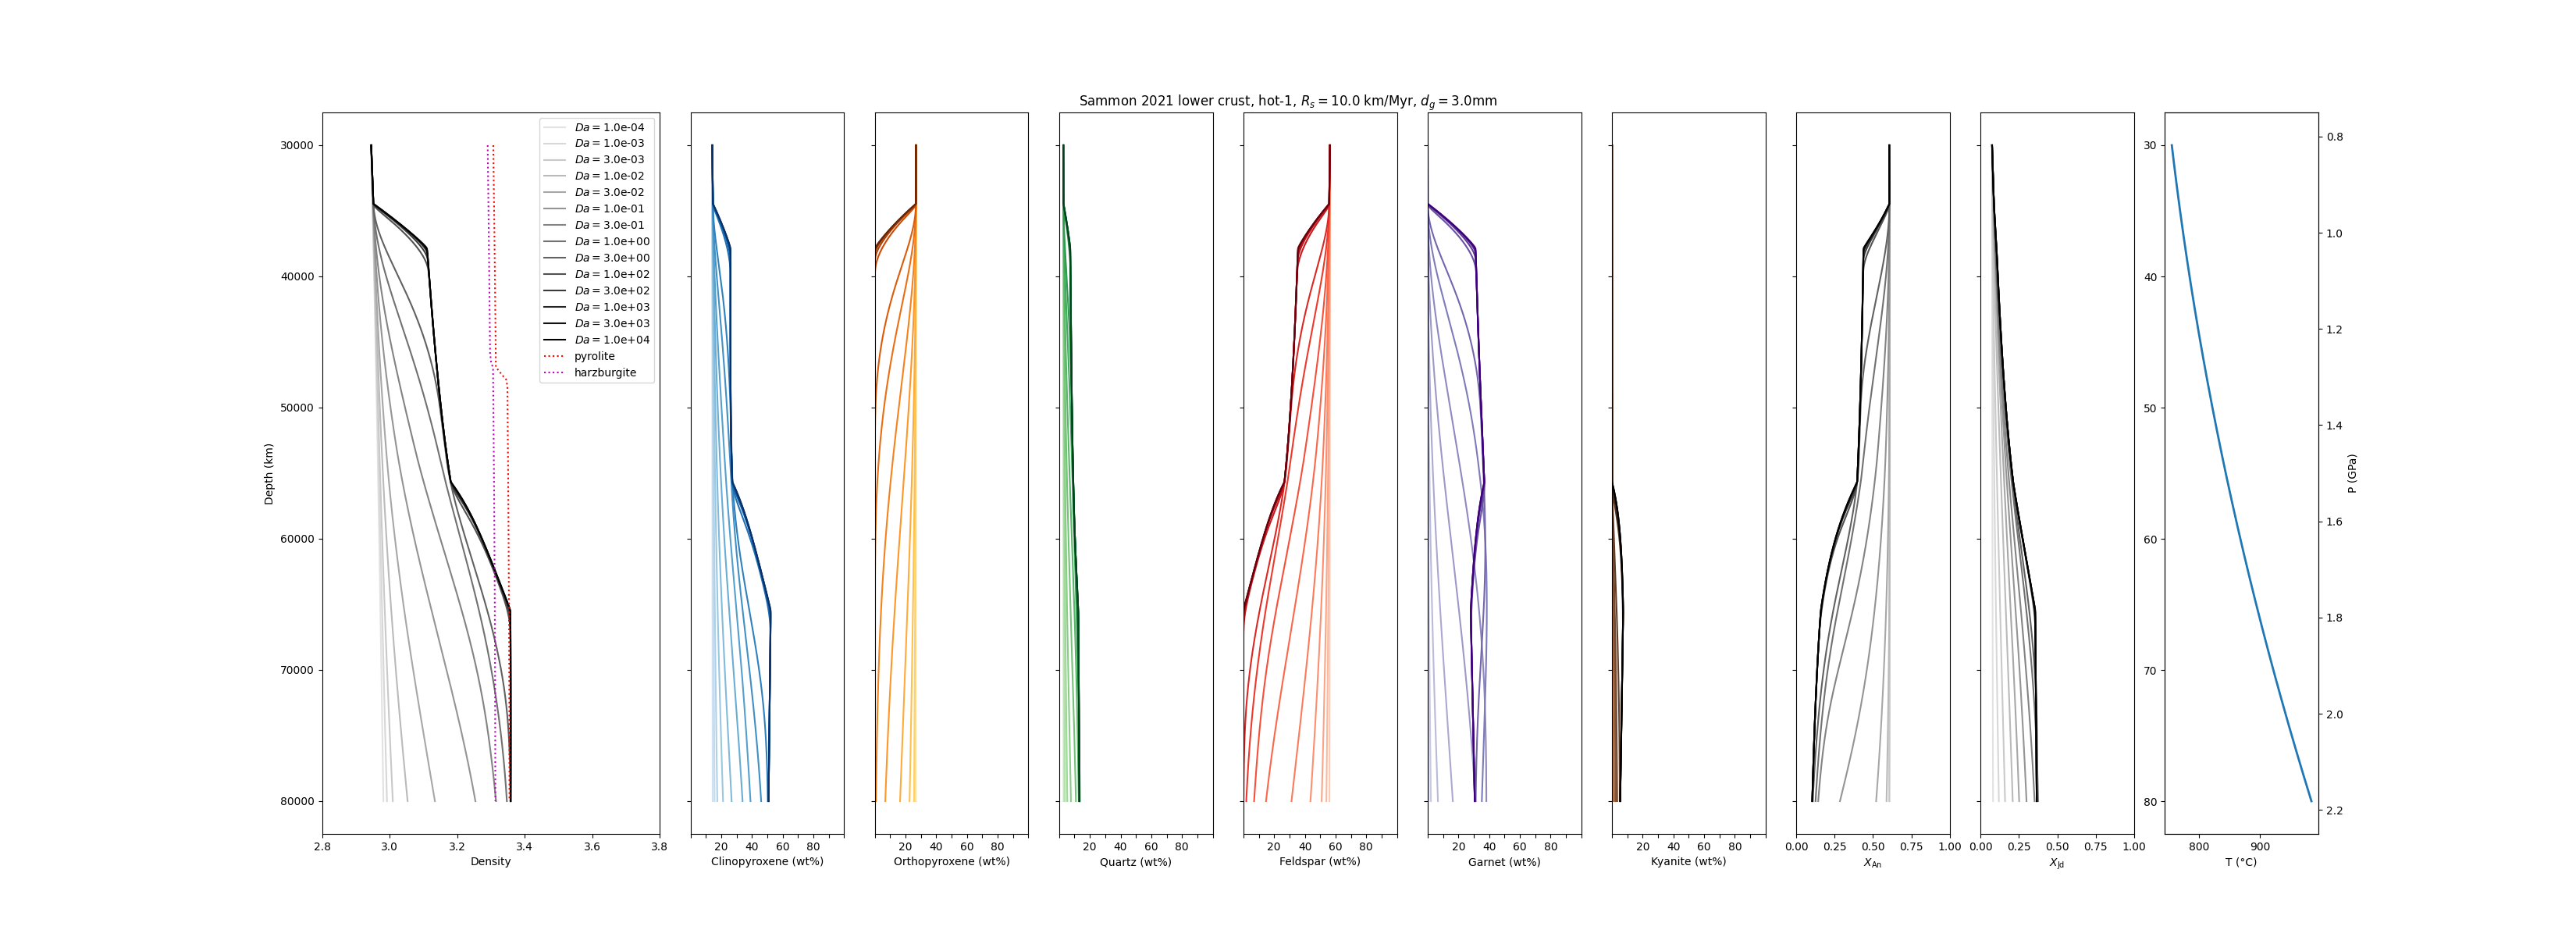 Sammon 2021 lower crust, hot-1, R_s = 10.0 km/Myr, d_g = 3.0mm
Da = 1.0e-04
Da = 1.0e-03
Da = 3.0e-03
Da = 1.0e-02
Da = 3.0e-02
Da = 1.0e-01
Da = 3.0e-01
Da = 1.0e+00
Da = 3.0e+00
Da = 1.0e+02
Da = 3.0e+02
Da = 1.0e+03
Da = 3.0e+03
Da = 1.0e+04
pyrolite
harzburgite
Depth (km)
30000
40000
50000
60000
70000
80000
2.8 3.0 3.2 3.4 3.6 3.8
Density
20 40 60 80
Clinopyroxene (wt%)
20 40 60 80
Orthopyroxene (wt%)
20 40 60 80
Quartz (wt%)
20 40 60 80
Feldspar (wt%)
20 40 60 80
Garnet (wt%)
20 40 60 80
Kyanite (wt%)
0.00 0.25 0.50 0.75 1.00
X_An
0.00 0.25 0.50 0.75 1.00
X_Jd
30
40
50
60
70
80
800 900
T (°C)
0.8
1.0
1.2
1.4
1.6
1.8
2.0
2.2
P (GPa)